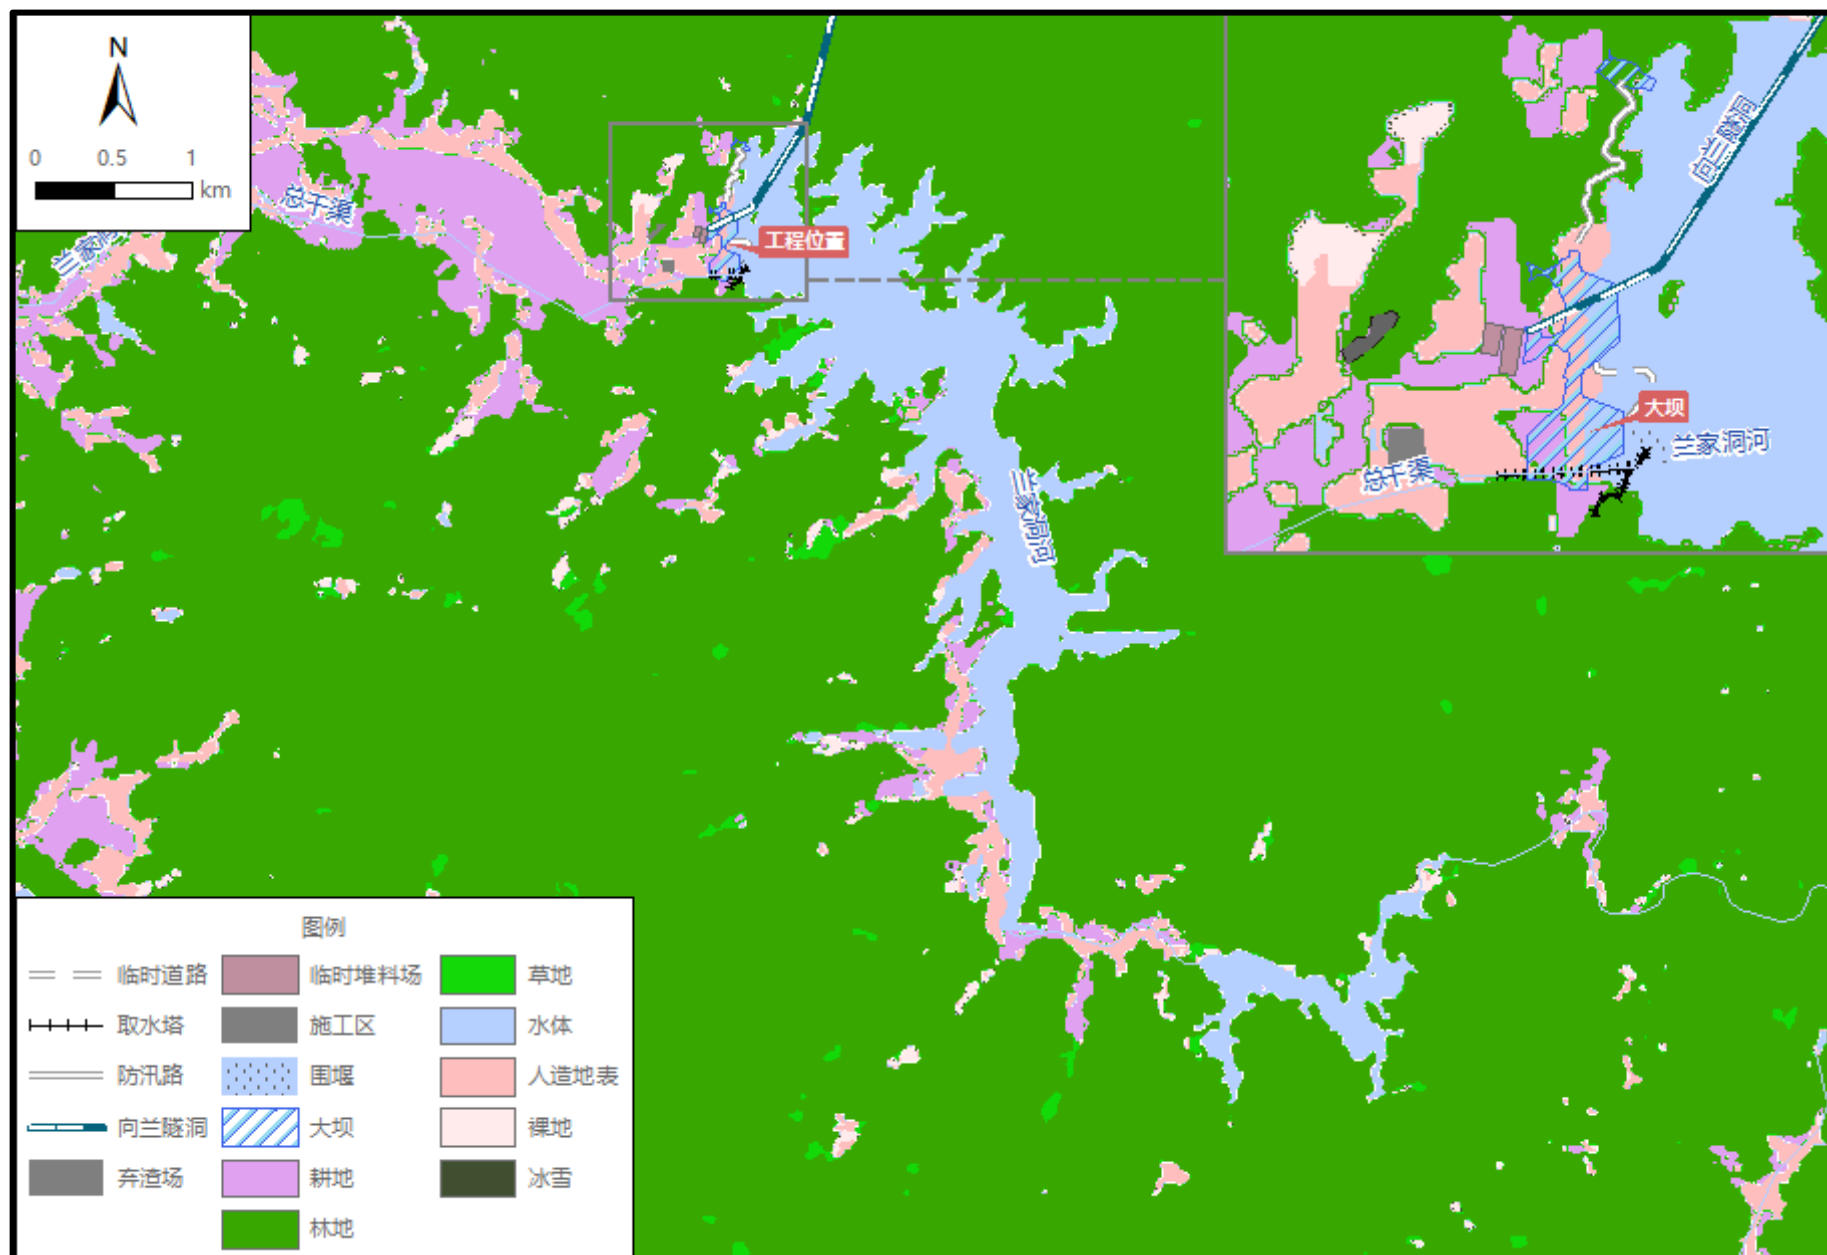 N
0 0.5 1
km
总干渠
兰家洞
工程位置
兰家洞河
向兰隧洞
大坝
兰家洞河
总干渠
图例
临时道路 临时堆料场 草地
取水塔 施工区 水体
防汛路 围堰 人造地表
向兰隧洞 大坝 裸地
弃渣场 耕地 冰雪
林地